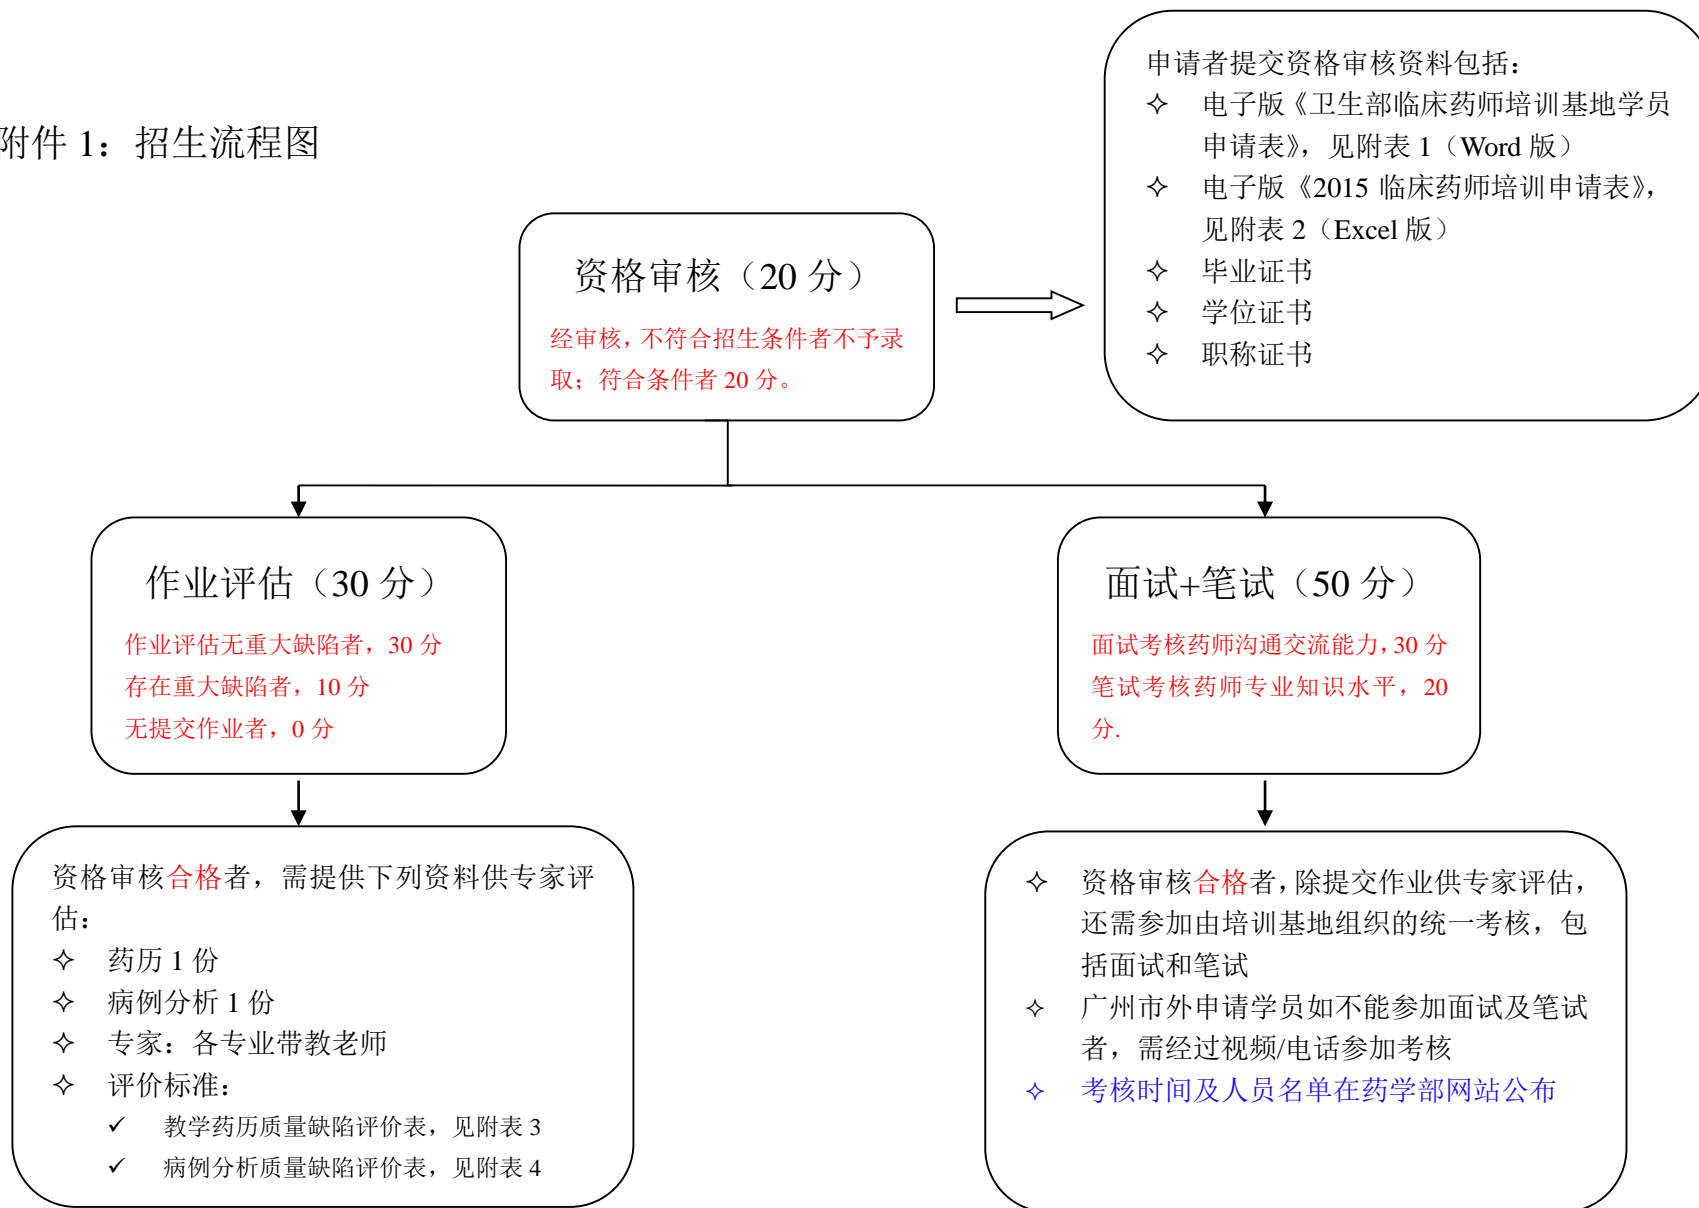 附件 1：招生流程图
申请者提交资格审核资料包括：
✧ 电子版《卫生部临床药师培训基地学员
申请表》，见附表 1（Word 版）
✧ 电子版《2015 临床药师培训申请表》，
见附表 2（Excel 版）
✧ 毕业证书
✧ 学位证书
✧ 职称证书
资格审核（20 分）
经审核，不符合招生条件者不予录
取；符合条件者 20 分。
作业评估（30 分）
作业评估无重大缺陷者，30 分
存在重大缺陷者，10 分
无提交作业者，0 分
面试+笔试（50 分）
面试考核药师沟通交流能力，30 分
笔试考核药师专业知识水平，20
分.
资格审核合格者，需提供下列资料供专家评
估：
✧ 药历 1 份
✧ 病例分析 1 份
✧ 专家：各专业带教老师
✧ 评价标准：
✓ 教学药历质量缺陷评价表，见附表 3
✓ 病例分析质量缺陷评价表，见附表 4
✧ 资格审核合格者，除提交作业供专家评估，
还需参加由培训基地组织的统一考核，包
括面试和笔试
✧ 广州市外申请学员如不能参加面试及笔试
者，需经过视频/电话参加考核
✧ 考核时间及人员名单在药学部网站公布